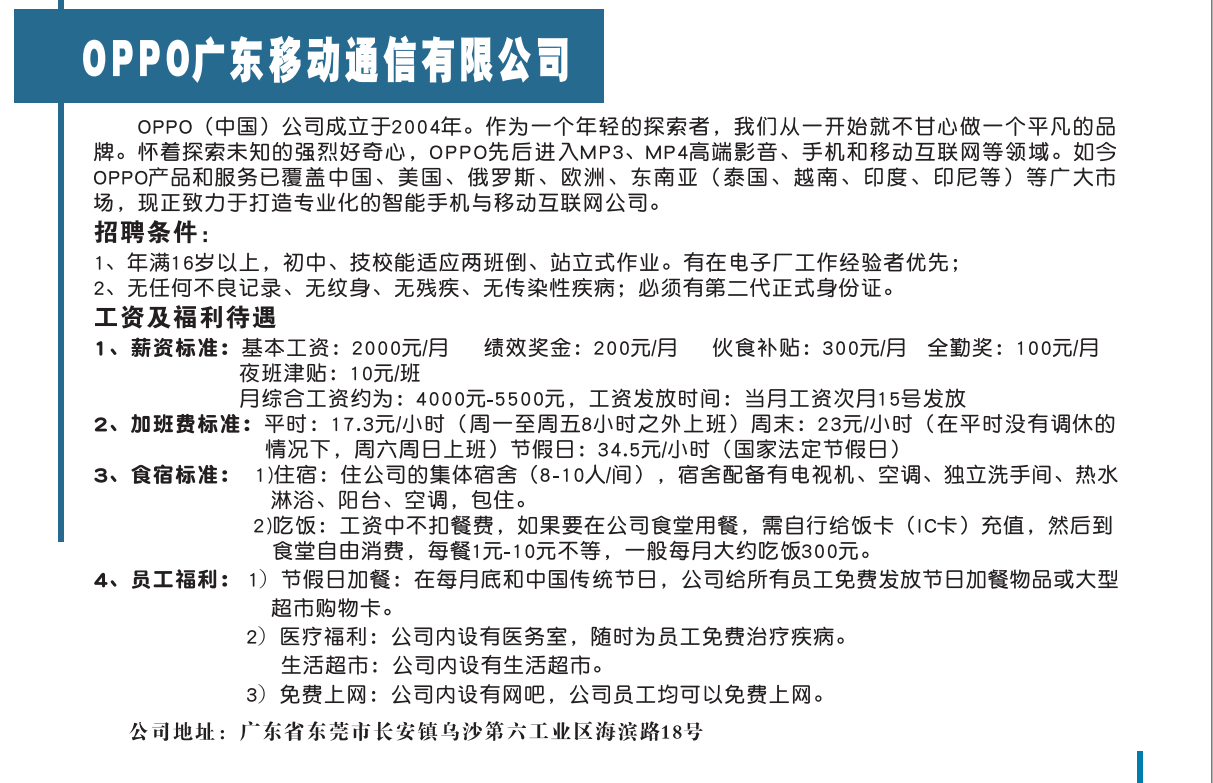 OPPO广东移动通信有限公司
OPPO（中国）公司成立于2004年。作为一个年轻的探索者，我们从一开始就不甘心做一个平凡的品
牌。怀着探索未知的强烈好奇心，OPPO先后进入MP3、MP4高端影音、手机和移动互联网等领域。如今
OPPO产品和服务已覆盖中国、美国、俄罗斯、欧洲、东南亚（泰国、越南、印度、印尼等）等广大市
场，现正致力于打造专业化的智能手机与移动互联网公司。
招聘条件：
1、年满16岁以上，初中、技校能适应两班倒、站立式作业。有在电子厂工作经验者优先；
2、无任何不良记录、无纹身、无残疾、无传染性疾病；必须有第二代正式身份证。
工资及福利待遇
1、薪资标准：基本工资：2000元/月 绩效奖金：200元/月 伙食补贴：300元/月 全勤奖：100元/月
夜班津贴：10元/班
月综合工资约为：4000元-5500元，工资发放时间：当月工资次月15号发放
2、加班费标准：平时：17.3元/小时（周一至周五8小时之外上班）周末：23元/小时（在平时没有调休的
情况下，周六周日上班）节假日：34.5元/小时（国家法定节假日）
3、食宿标准： 1)住宿：住公司的集体宿舍（8-10人/间），宿舍配备有电视机、空调、独立洗手间、热水
淋浴、阳台、空调，包住。
2)吃饭：工资中不扣餐费，如果要在公司食堂用餐，需自行给饭卡（IC卡）充值，然后到
食堂自由消费，每餐1元-10元不等，一般每月大约吃饭300元。
4、员工福利： 1）节假日加餐：在每月底和中国传统节日，公司给所有员工免费发放节日加餐物品或大型
超市购物卡。
2）医疗福利：公司内设有医务室，随时为员工免费治疗疾病。
生活超市：公司内设有生活超市。
3）免费上网：公司内设有网吧，公司员工均可以免费上网。
公司地址：广东省东莞市长安镇乌沙第六工业区海滨路18号